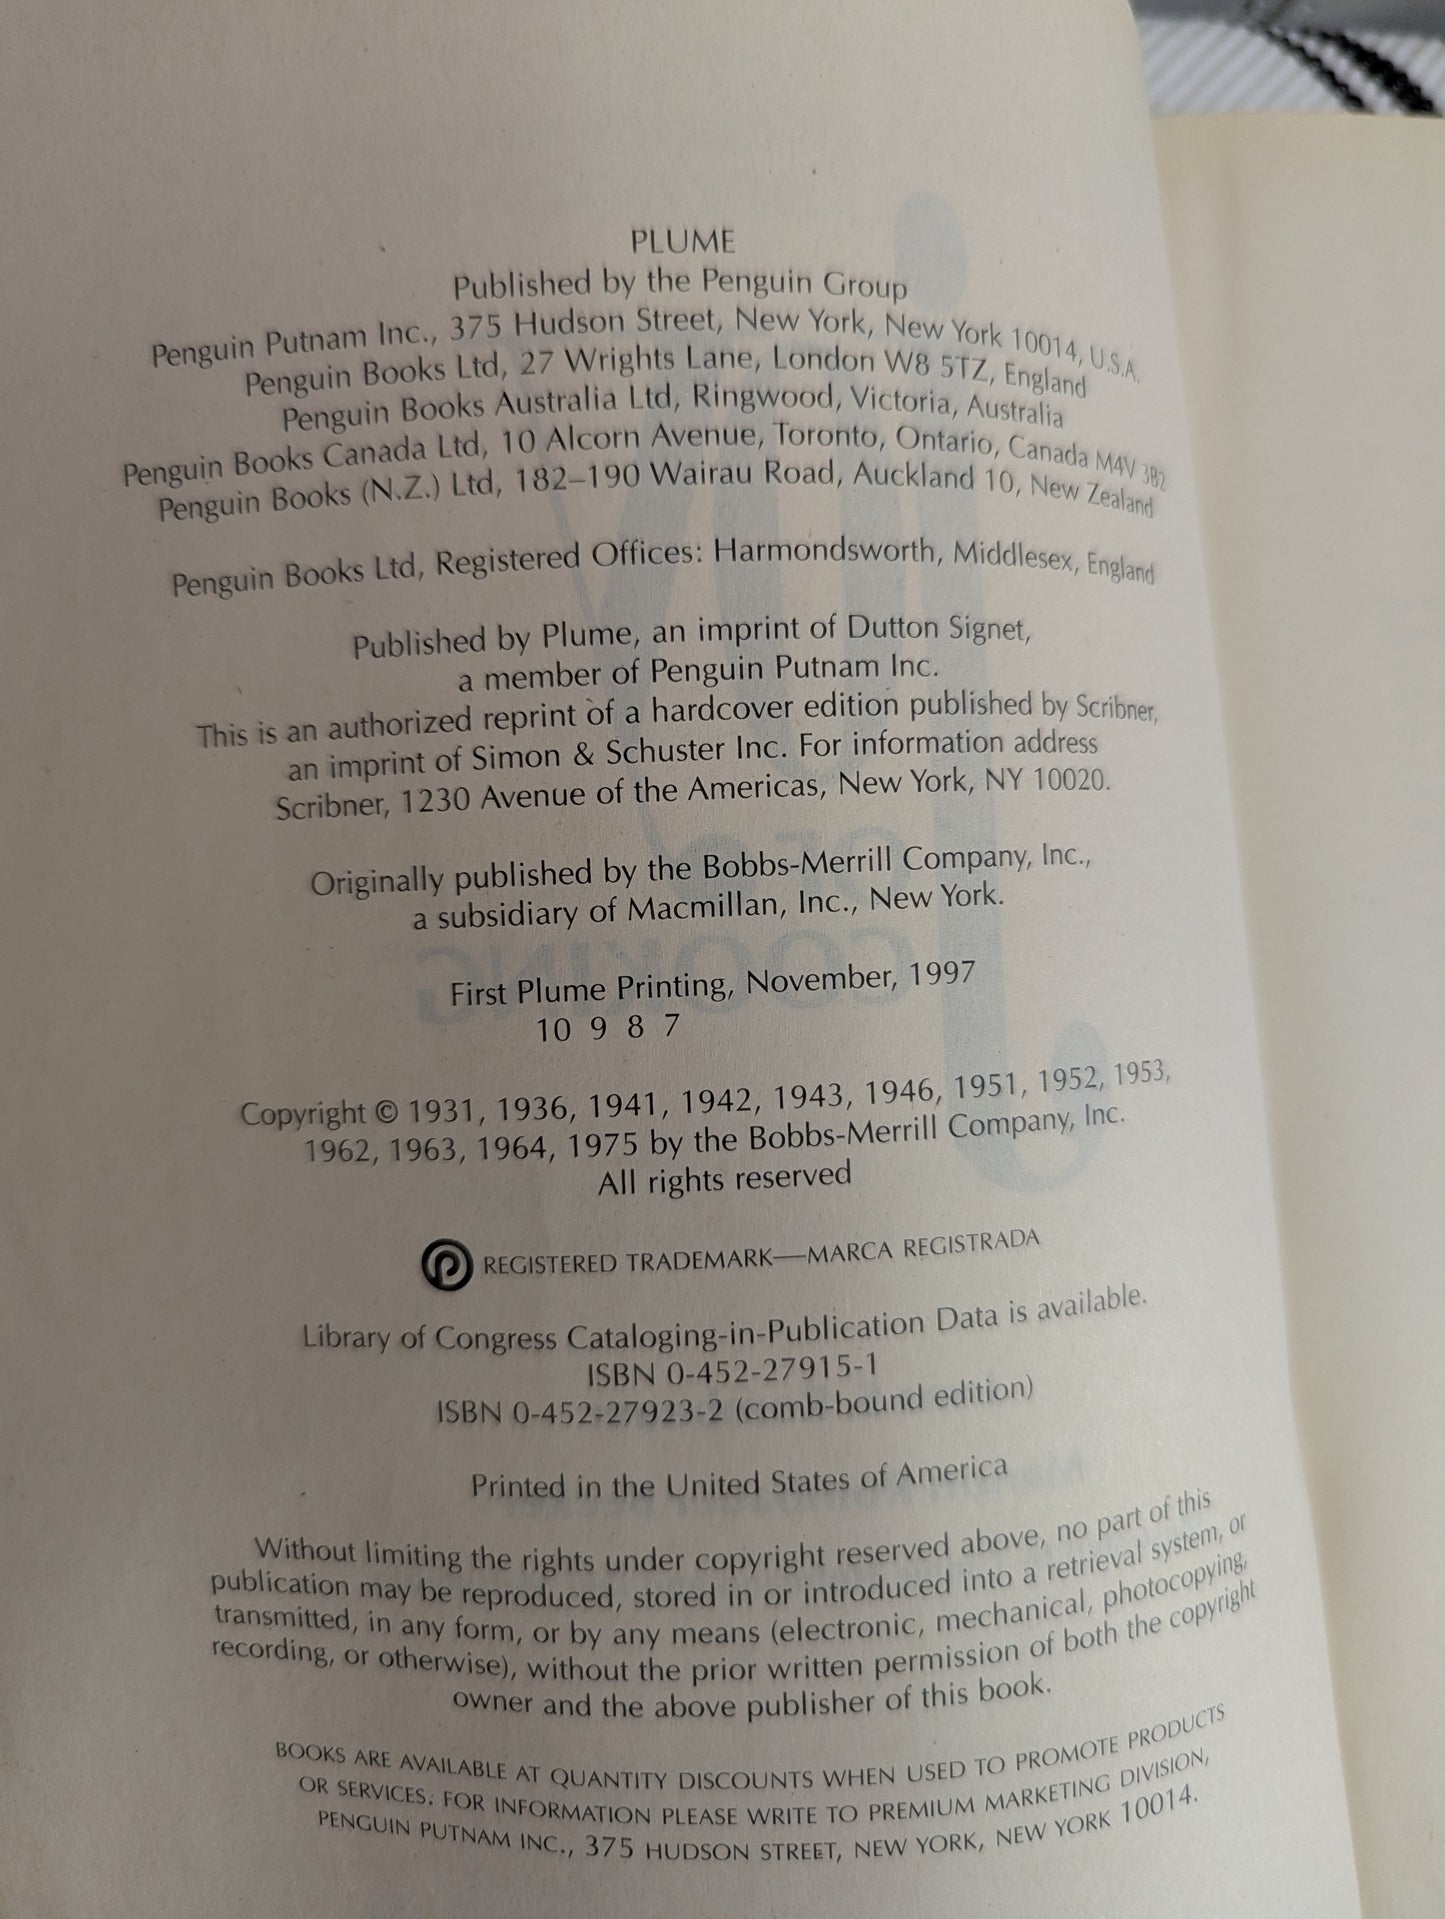 PLUME
Published by the Penguin Group
Penguin Putnam Inc., 375 Hudson Street, New York, New York 10014, U.S.A.
Penguin Books Ltd, 27 Wrights Lane, London W8 5TZ, England
Penguin Books Australia Ltd, Ringwood, Victoria, Australia
Penguin Books Canada Ltd, 10 Alcorn Avenue, Toronto, Ontario, Canada M4V 3B2
Penguin Books (N.Z.) Ltd, 182–190 Wairau Road, Auckland 10, New Zealand
Penguin Books Ltd, Registered Offices: Harmondsworth, Middlesex, England
Published by Plume, an imprint of Dutton Signet,
a member of Penguin Putnam Inc.
This is an authorized reprint of a hardcover edition published by Scribner,
an imprint of Simon & Schuster Inc. For information address
Scribner, 1230 Avenue of the Americas, New York, NY 10020.
Originally published by the Bobbs-Merrill Company, Inc.,
a subsidiary of Macmillan, Inc., New York.
First Plume Printing, November, 1997
10 9 8 7
Copyright © 1931, 1936, 1941, 1942, 1943, 1946, 1951, 1952, 1953,
1962, 1963, 1964, 1975 by the Bobbs-Merrill Company, Inc.
All rights reserved
REGISTERED TRADEMARK—MARCA REGISTRADA
Library of Congress Cataloging-in-Publication Data is available.
ISBN 0-452-27915-1
ISBN 0-452-27923-2 (comb-bound edition)
Printed in the United States of America
Without limiting the rights under copyright reserved above, no part of this
publication may be reproduced, stored in or introduced into a retrieval system, or
transmitted, in any form, or by any means (electronic, mechanical, photocopying,
recording, or otherwise), without the prior written permission of both the copyright
owner and the above publisher of this book.
BOOKS ARE AVAILABLE AT QUANTITY DISCOUNTS WHEN USED TO PROMOTE PRODUCTS
OR SERVICES. FOR INFORMATION PLEASE WRITE TO PREMIUM MARKETING DIVISION,
PENGUIN PUTNAM INC., 375 HUDSON STREET, NEW YORK, NEW YORK 10014.